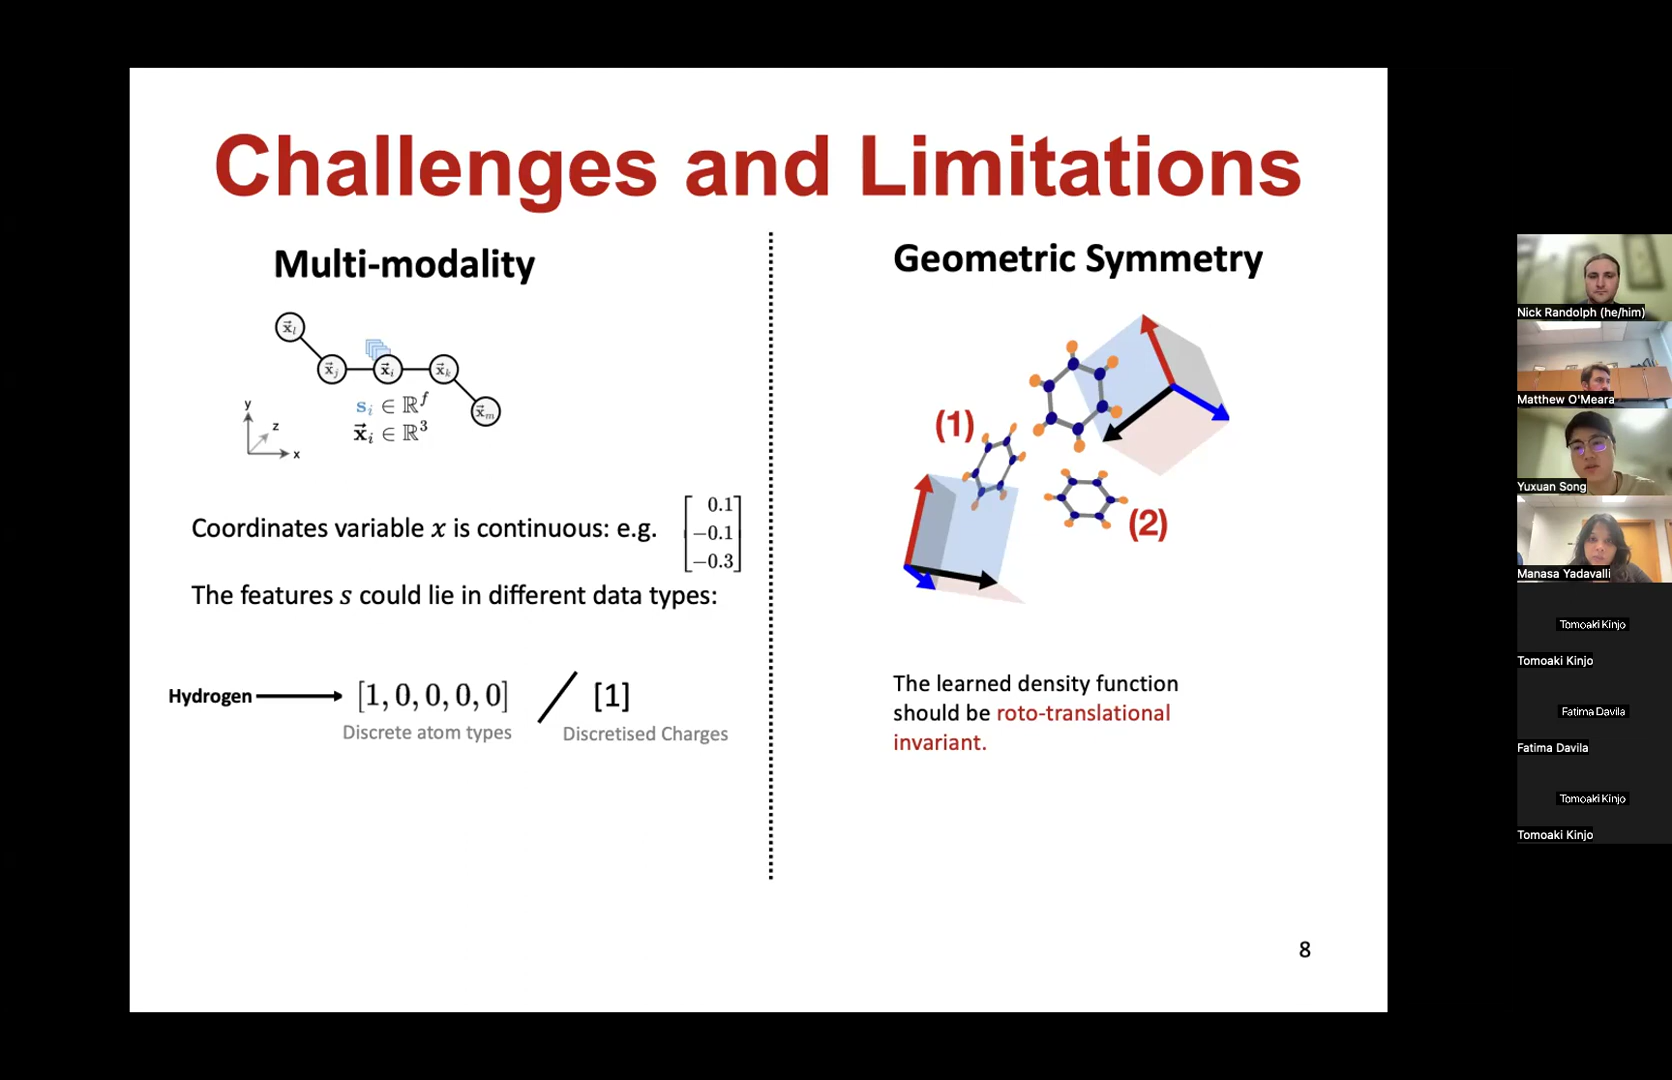 Challenges and Limitations
Multi-modality
x⃗l
x⃗j
x⃗i
x⃗k
x⃗m
si ∈ ℝ^f
x⃗i ∈ ℝ^3
y
z
x
Coordinates variable x is continuous: e.g.
[0.1
−0.1
−0.3]
The features s could lie in different data types:
Hydrogen
[1, 0, 0, 0, 0] / [1]
Discrete atom types
Discretised Charges
Geometric Symmetry
(1)
(2)
The learned density function
should be roto-translational
invariant.
8
Nick Randolph (he/him)
Matthew O'Meara
Yuxuan Song
Manasa Yadavalli
Tomoaki Kinjo
Tomoaki Kinjo
Fatima Davila
Fatima Davila
Tomoaki Kinjo
Tomoaki Kinjo